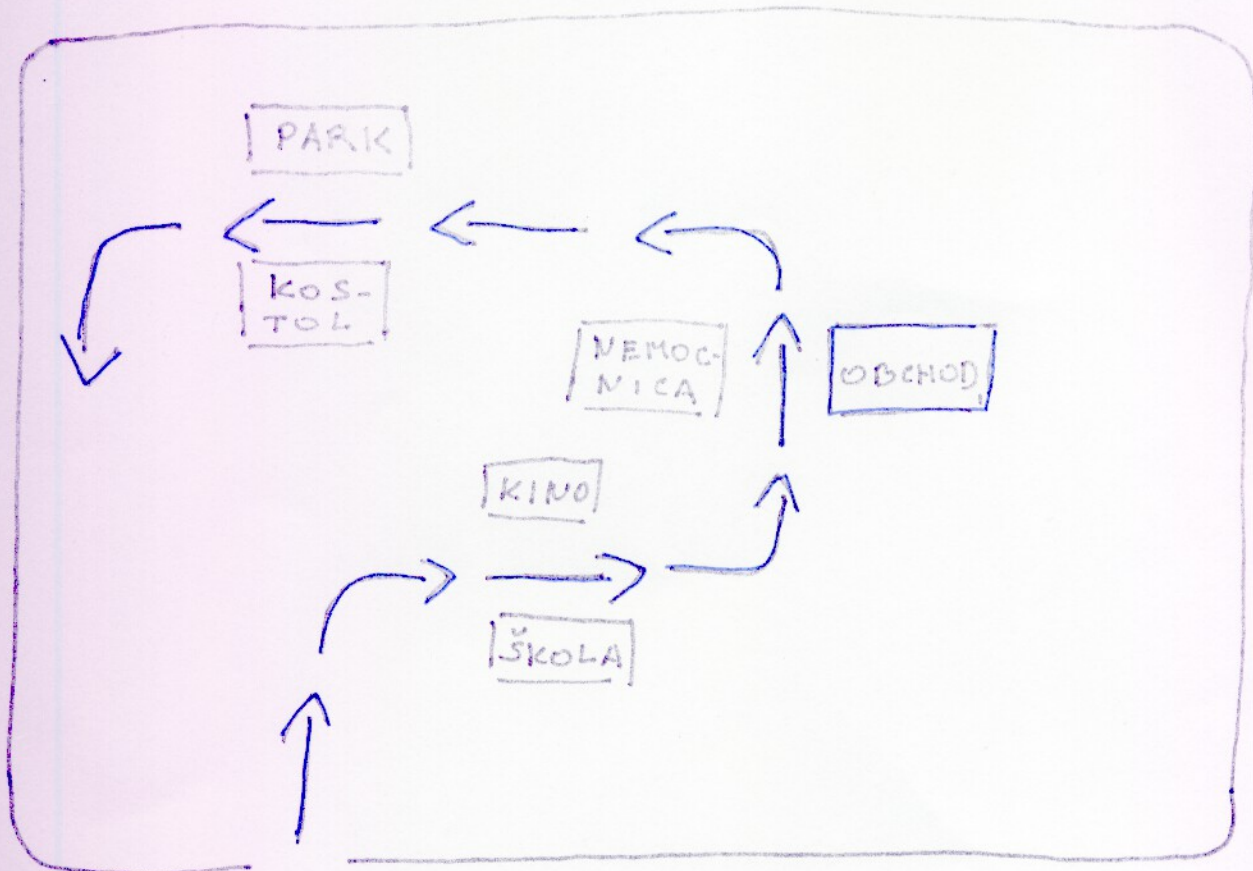 PARK
KOS-
TOL
NEMOC-
NICA
OBCHOD
KINO
ŠKOLA